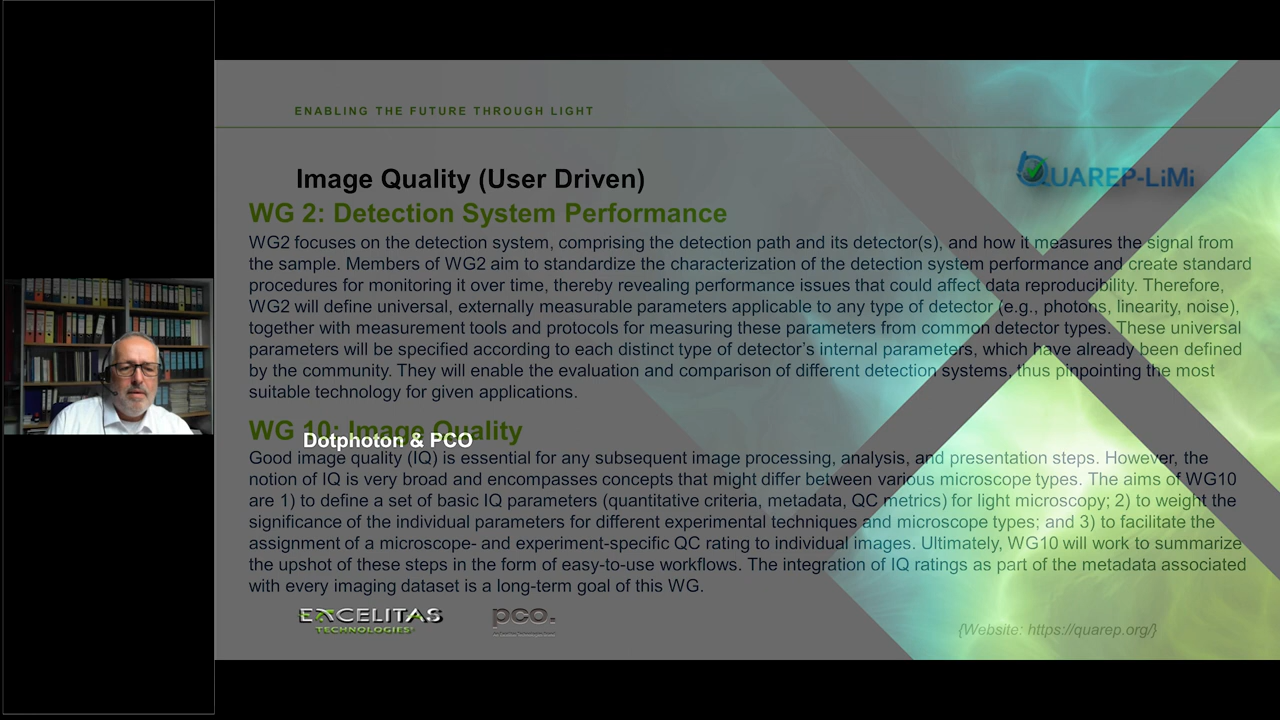 ENABLING THE FUTURE THROUGH LIGHT
Image Quality (User Driven)
QUAREP-LiMi
WG 2: Detection System Performance
WG2 focuses on the detection system, comprising the detection path and its detector(s), and how it measures the signal from
the sample. Members of WG2 aim to standardize the characterization of the detection system performance and create standard
procedures for monitoring it over time, thereby revealing performance issues that could affect data reproducibility. Therefore,
WG2 will define universal, externally measurable parameters applicable to any type of detector (e.g., photons, linearity, noise),
together with measurement tools and protocols for measuring these parameters from common detector types. These universal
parameters will be specified according to each distinct type of detector's internal parameters, which have already been defined
by the community. They will enable the evaluation and comparison of different detection systems, thus pinpointing the most
suitable technology for given applications.
WG 10: Image Quality
Dotphoton & PCO
Good image quality (IQ) is essential for any subsequent image processing, analysis, and presentation steps. However, the
notion of IQ is very broad and encompasses concepts that might differ between various microscope types. The aims of WG10
are 1) to define a set of basic IQ parameters (quantitative criteria, metadata, QC metrics) for light microscopy; 2) to weight the
significance of the individual parameters for different experimental techniques and microscope types; and 3) to facilitate the
assignment of a microscope- and experiment-specific QC rating to individual images. Ultimately, WG10 will work to summarize
the upshot of these steps in the form of easy-to-use workflows. The integration of IQ ratings as part of the metadata associated
with every imaging dataset is a long-term goal of this WG.
EXCELITAS
TECHNOLOGIES
pco.
{Website: https://quarep.org/}